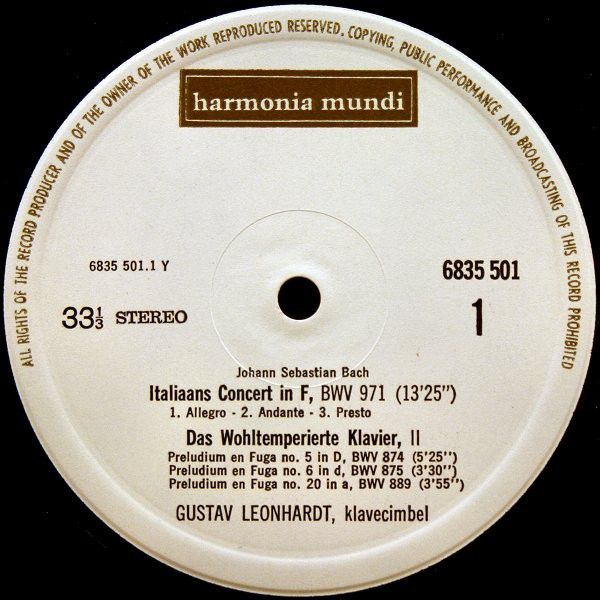 ALL RIGHTS OF THE RECORD PRODUCER AND OF THE OWNER OF THE WORK REPRODUCED RESERVED. COPYING, PUBLIC PERFORMANCE AND BROADCASTING OF THIS RECORD PROHIBITED
harmonia mundi
6835 501.1 Y
6835 501
33⅓ STEREO
1
Johann Sebastian Bach
Italiaans Concert in F, BWV 971 (13'25")
1. Allegro - 2. Andante - 3. Presto
Das Wohltemperierte Klavier, II
Preludium en Fuga no. 5 in D, BWV 874 (5'25")
Preludium en Fuga no. 6 in d, BWV 875 (3'30")
Preludium en Fuga no. 20 in a, BWV 889 (3'55")
GUSTAV LEONHARDT, klavecimbel